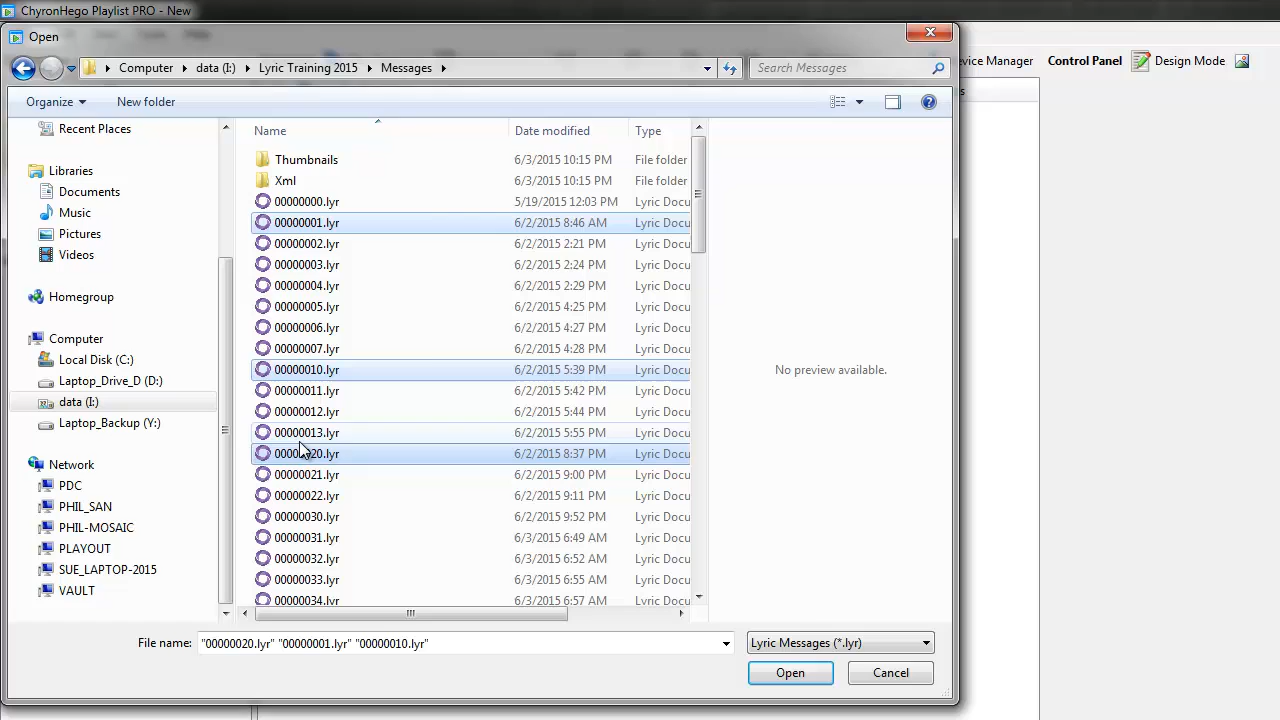 ChyronHego Playlist PRO - New
Open
Computer data (I:) Lyric Training 2015 Messages
Search Messages
Device Manager Control Panel Design Mode
Organize New folder
Recent Places
Libraries
Documents
Music
Pictures
Videos
Homegroup
Computer
Local Disk (C:)
Laptop_Drive_D (D:)
data (I:)
Laptop_Backup (Y:)
Network
PDC
PHIL_SAN
PHIL-MOSAIC
PLAYOUT
SUE_LAPTOP-2015
VAULT
Name Date modified Type
Thumbnails 6/3/2015 10:15 PM File folder
Xml 6/3/2015 10:15 PM File folder
00000000.lyr 5/19/2015 12:03 PM Lyric Docu
00000001.lyr 6/2/2015 8:46 AM Lyric Docu
00000002.lyr 6/2/2015 2:21 PM Lyric Docu
00000003.lyr 6/2/2015 2:24 PM Lyric Docu
00000004.lyr 6/2/2015 2:29 PM Lyric Docu
00000005.lyr 6/2/2015 4:25 PM Lyric Docu
00000006.lyr 6/2/2015 4:27 PM Lyric Docu
00000007.lyr 6/2/2015 4:28 PM Lyric Docu
00000010.lyr 6/2/2015 5:39 PM Lyric Docu
00000011.lyr 6/2/2015 5:42 PM Lyric Docu
00000012.lyr 6/2/2015 5:44 PM Lyric Docu
00000013.lyr 6/2/2015 5:55 PM Lyric Docu
00000020.lyr 6/2/2015 8:37 PM Lyric Docu
00000021.lyr 6/2/2015 9:00 PM Lyric Docu
00000022.lyr 6/2/2015 9:11 PM Lyric Docu
00000030.lyr 6/2/2015 9:52 PM Lyric Docu
00000031.lyr 6/3/2015 6:49 AM Lyric Docu
00000032.lyr 6/3/2015 6:52 AM Lyric Docu
00000033.lyr 6/3/2015 6:55 AM Lyric Docu
00000034.lyr 6/3/2015 6:57 AM Lyric Docu
No preview available.
File name: "00000020.lyr" "00000001.lyr" "00000010.lyr"
Lyric Messages (*.lyr)
Open Cancel